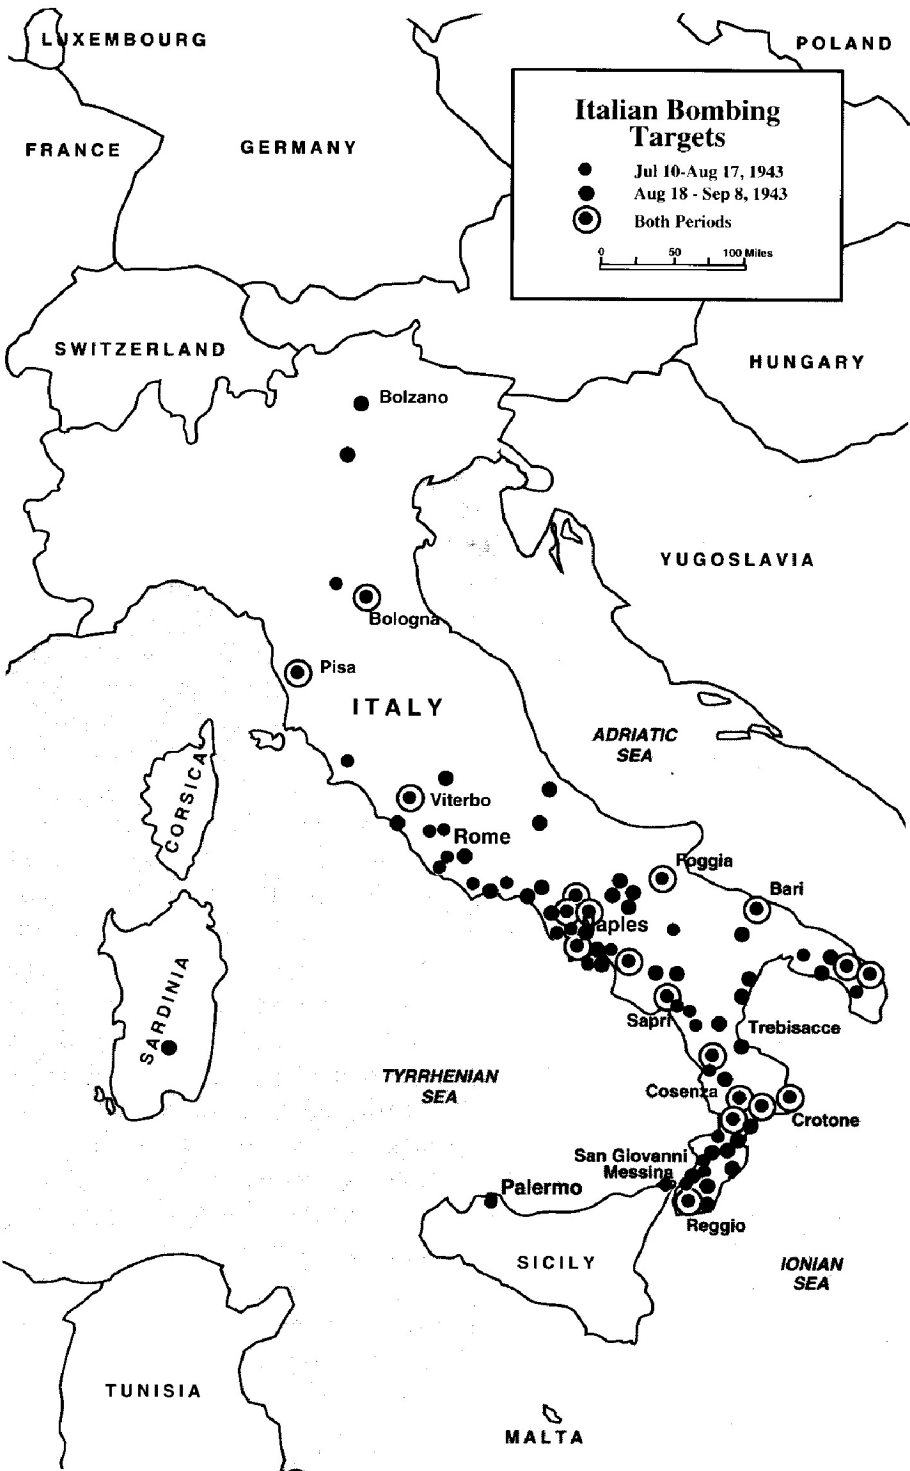 LUXEMBOURG
POLAND
FRANCE
GERMANY
Italian Bombing
Targets
Jul 10-Aug 17, 1943
Aug 18 - Sep 8, 1943
Both Periods
0 50 100 Miles
SWITZERLAND
HUNGARY
Bolzano
YUGOSLAVIA
Bologna
Pisa
ITALY
ADRIATIC
SEA
CORSICA
Viterbo
Rome
Foggia
Bari
Naples
SARDINIA
Sapri
Trebisacce
TYRRHENIAN
SEA
Cosenza
Crotone
San Giovanni
Messina
Palermo
Reggio
SICILY
IONIAN
SEA
TUNISIA
MALTA